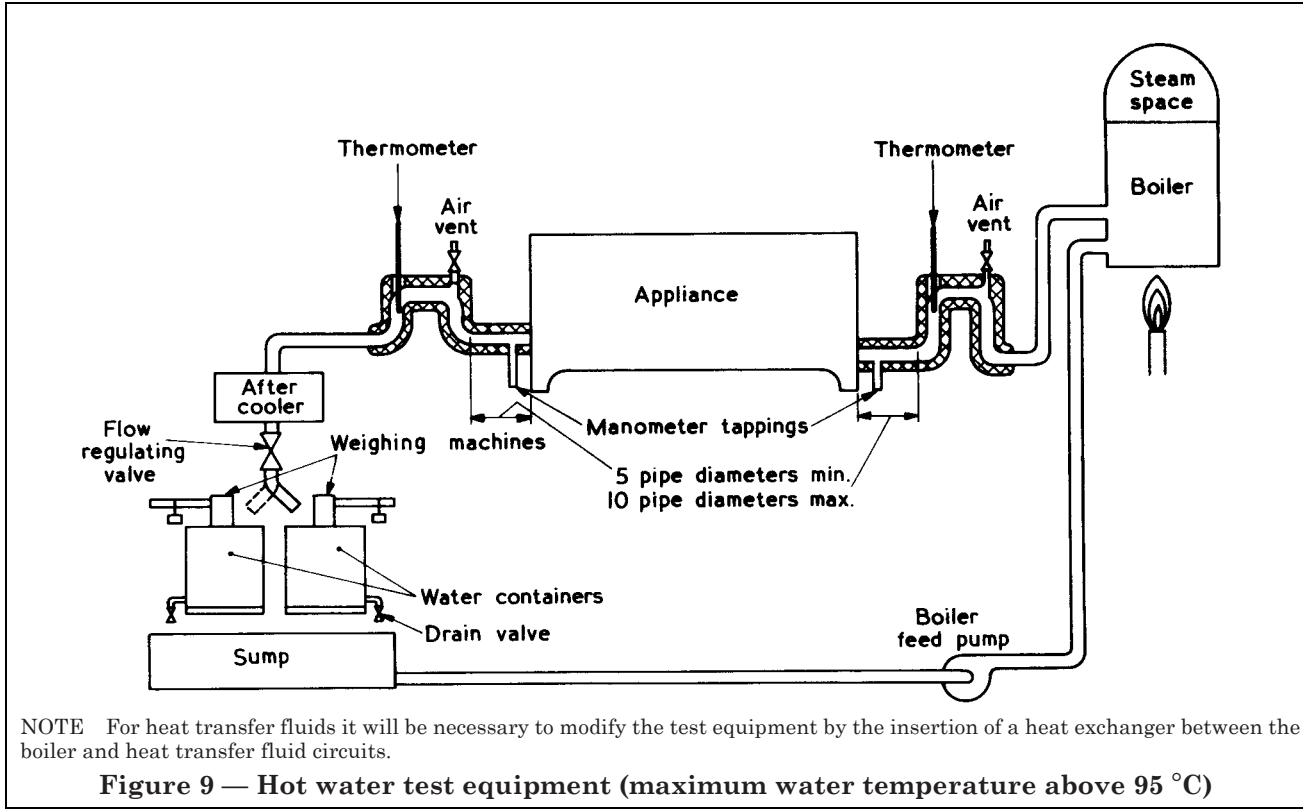 Steam
space
Boiler
Thermometer
Air
vent
Thermometer
Air
vent
Appliance
After
cooler
Flow
regulating
valve
Weighing machines
Manometer tappings
5 pipe diameters min.
10 pipe diameters max.
Water containers
Drain valve
Sump
Boiler
feed pump
NOTE For heat transfer fluids it will be necessary to modify the test equipment by the insertion of a heat exchanger between the
boiler and heat transfer fluid circuits.
Figure 9 — Hot water test equipment (maximum water temperature above 95 °C)